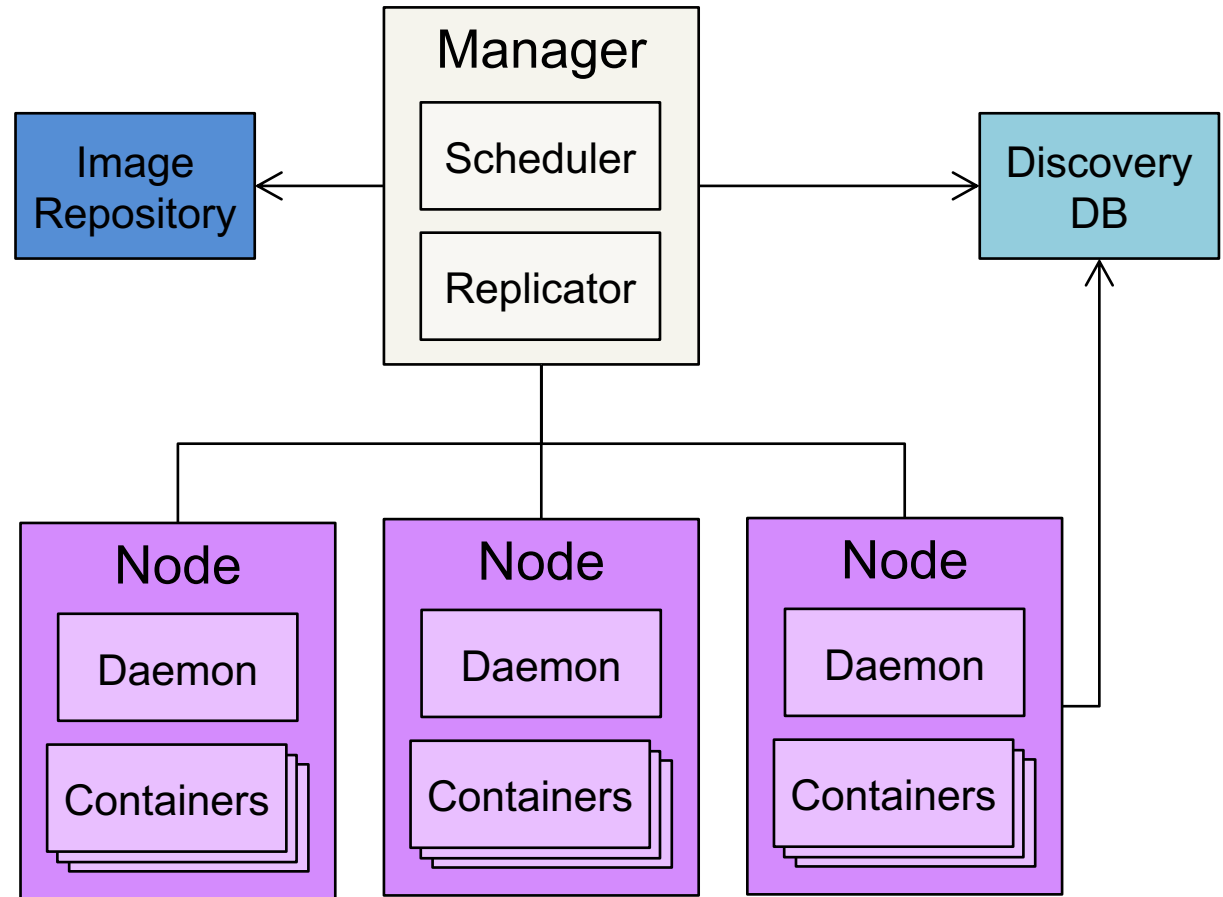 Manager
Scheduler
Replicator
Image
Repository
Discovery
DB
Node
Daemon
Containers
Node
Daemon
Containers
Node
Daemon
Containers